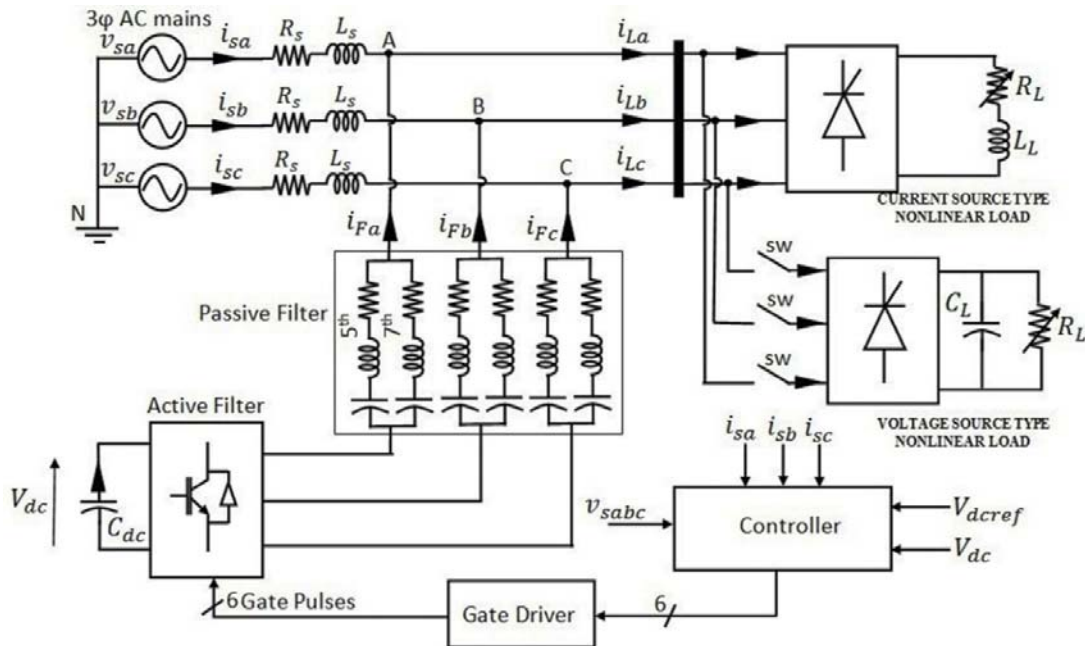 3φ AC mains
v_sa
i_sa
R_s
L_s
A
i_La
v_sb
i_sb
R_s
L_s
B
i_Lb
R_L
L_L
v_sc
i_sc
R_s
L_s
C
i_Lc
N
CURRENT SOURCE TYPE
NONLINEAR LOAD
i_Fa
i_Fb
i_Fc
sw
sw
sw
Passive Filter
5th
7th
C_L
R_L
VOLTAGE SOURCE TYPE
NONLINEAR LOAD
Active Filter
V_dc
C_dc
i_sa
i_sb
i_sc
v_sabc
Controller
V_dcref
V_dc
6 Gate Pulses
Gate Driver
6